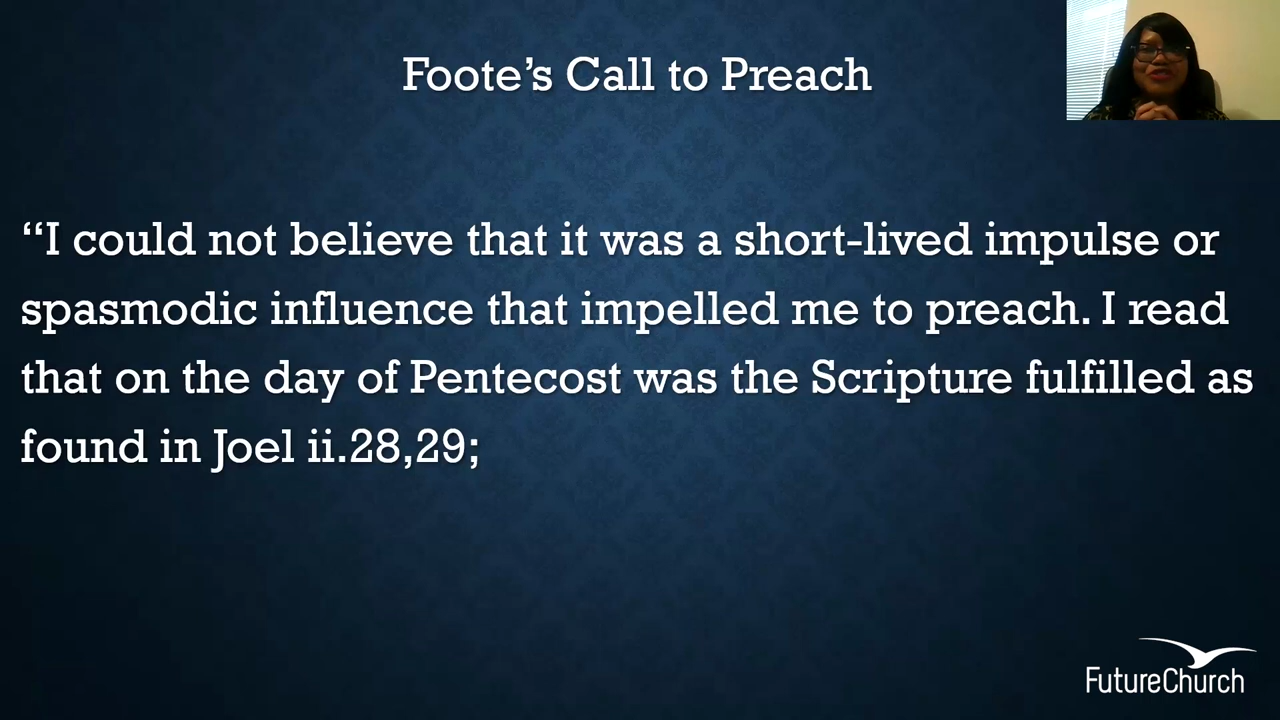 Foote’s Call to Preach
“I could not believe that it was a short-lived impulse or
spasmodic influence that impelled me to preach. I read
that on the day of Pentecost was the Scripture fulfilled as
found in Joel ii.28,29;
FutureChurch